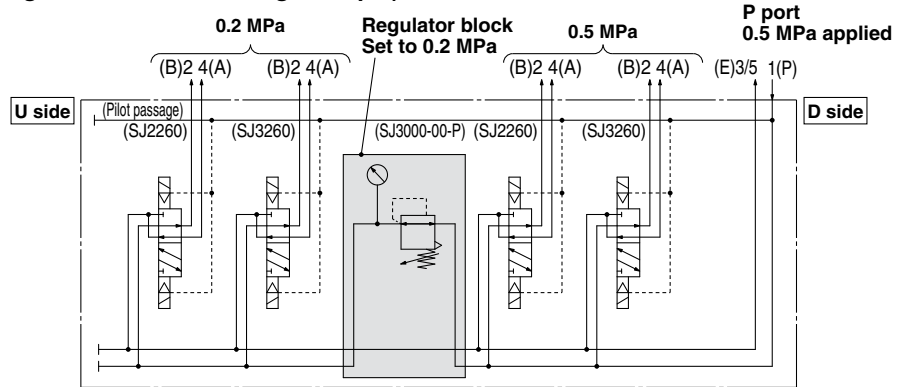 0.2 MPa
Regulator block
Set to 0.2 MPa
0.5 MPa
P port
0.5 MPa applied
(B)2 4(A)
(B)2 4(A)
(B)2 4(A)
(B)2 4(A)
(E)3/5 1(P)
U side
(Pilot passage)
D side
(SJ2260)
(SJ3260)
(SJ3000-00-P)
(SJ2260)
(SJ3260)